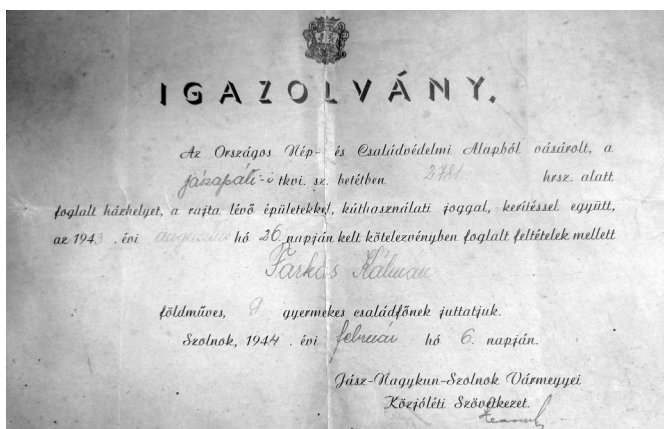 IGAZOLVÁNY.
Az Országos Nép- és Családvédelmi Alapból vásárolt, a
jászapáti-i tkvi. sz. betétben 2781 hrsz. alatt
foglalt házhelyet, a rajta lévő épületekkel, kúthasználati joggal, kerítéssel együtt,
az 1943. évi augusztus hó 26. napján kelt kötelezvényben foglalt feltételek mellett
Farkas Kálmán
földműves, 9 gyermekes családfőnek juttatjuk.
Szolnok, 1944. évi február hó 6. napján.
Jász-Nagykun-Szolnok Vármegyei
Közjóléti Szövetkezet.